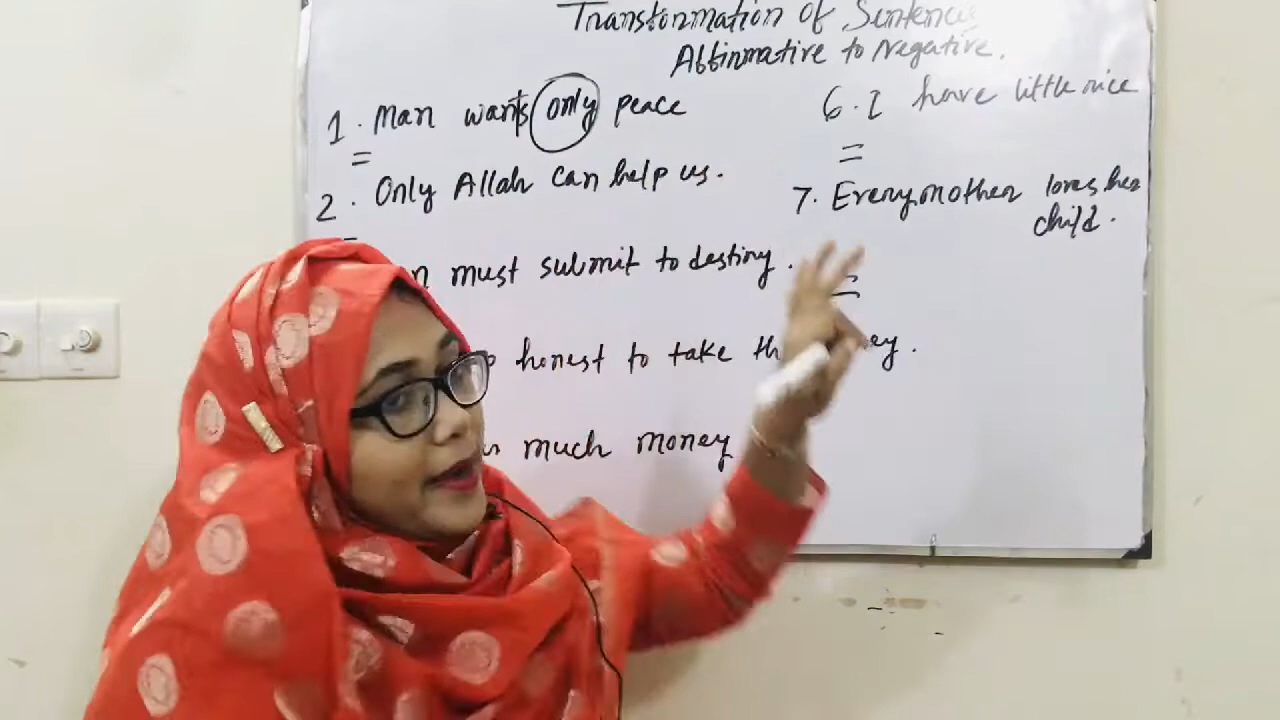 Transformation of Sentence
Affirmative to Negative.
1. Man wants only peace
=
2. Only Allah can help us.
must submit to destiny.
honest to take
much money
6. I have little rice
=
7. Every mother loves her
child.
=